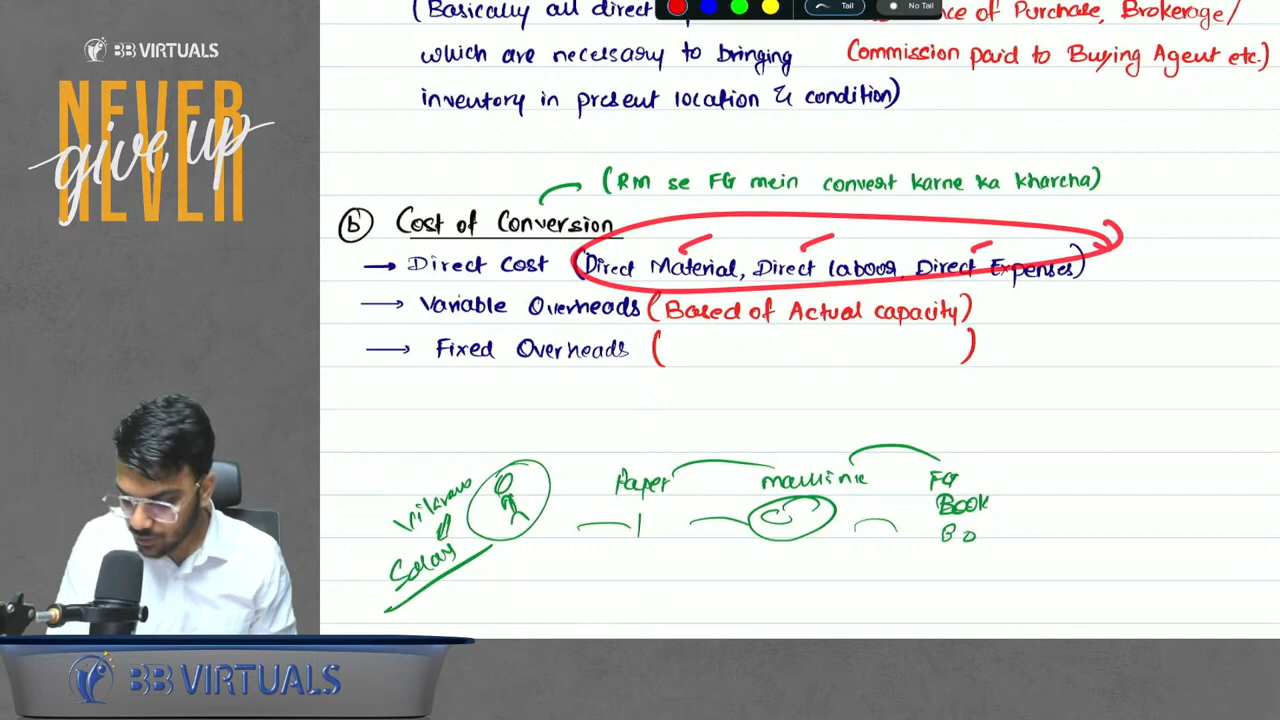 (Basically all direct
Tail
No Tail
of Purchase, Brokerage/
BB VIRTUALS
which are necessary to bringing
Commission paid to Buying Agent etc.)
inventory in present location & condition)
NEVER
give up
NEVER
(RM se FG mein convert karne ka kharcha)
(b) Cost of Conversion
→ Direct Cost (Direct Material, Direct labour, Direct Expenses)
→ Variable Overheads (Based of Actual capacity)
→ Fixed Overheads ( )
Paper
machine
FG
Book
Salary
BB VIRTUALS